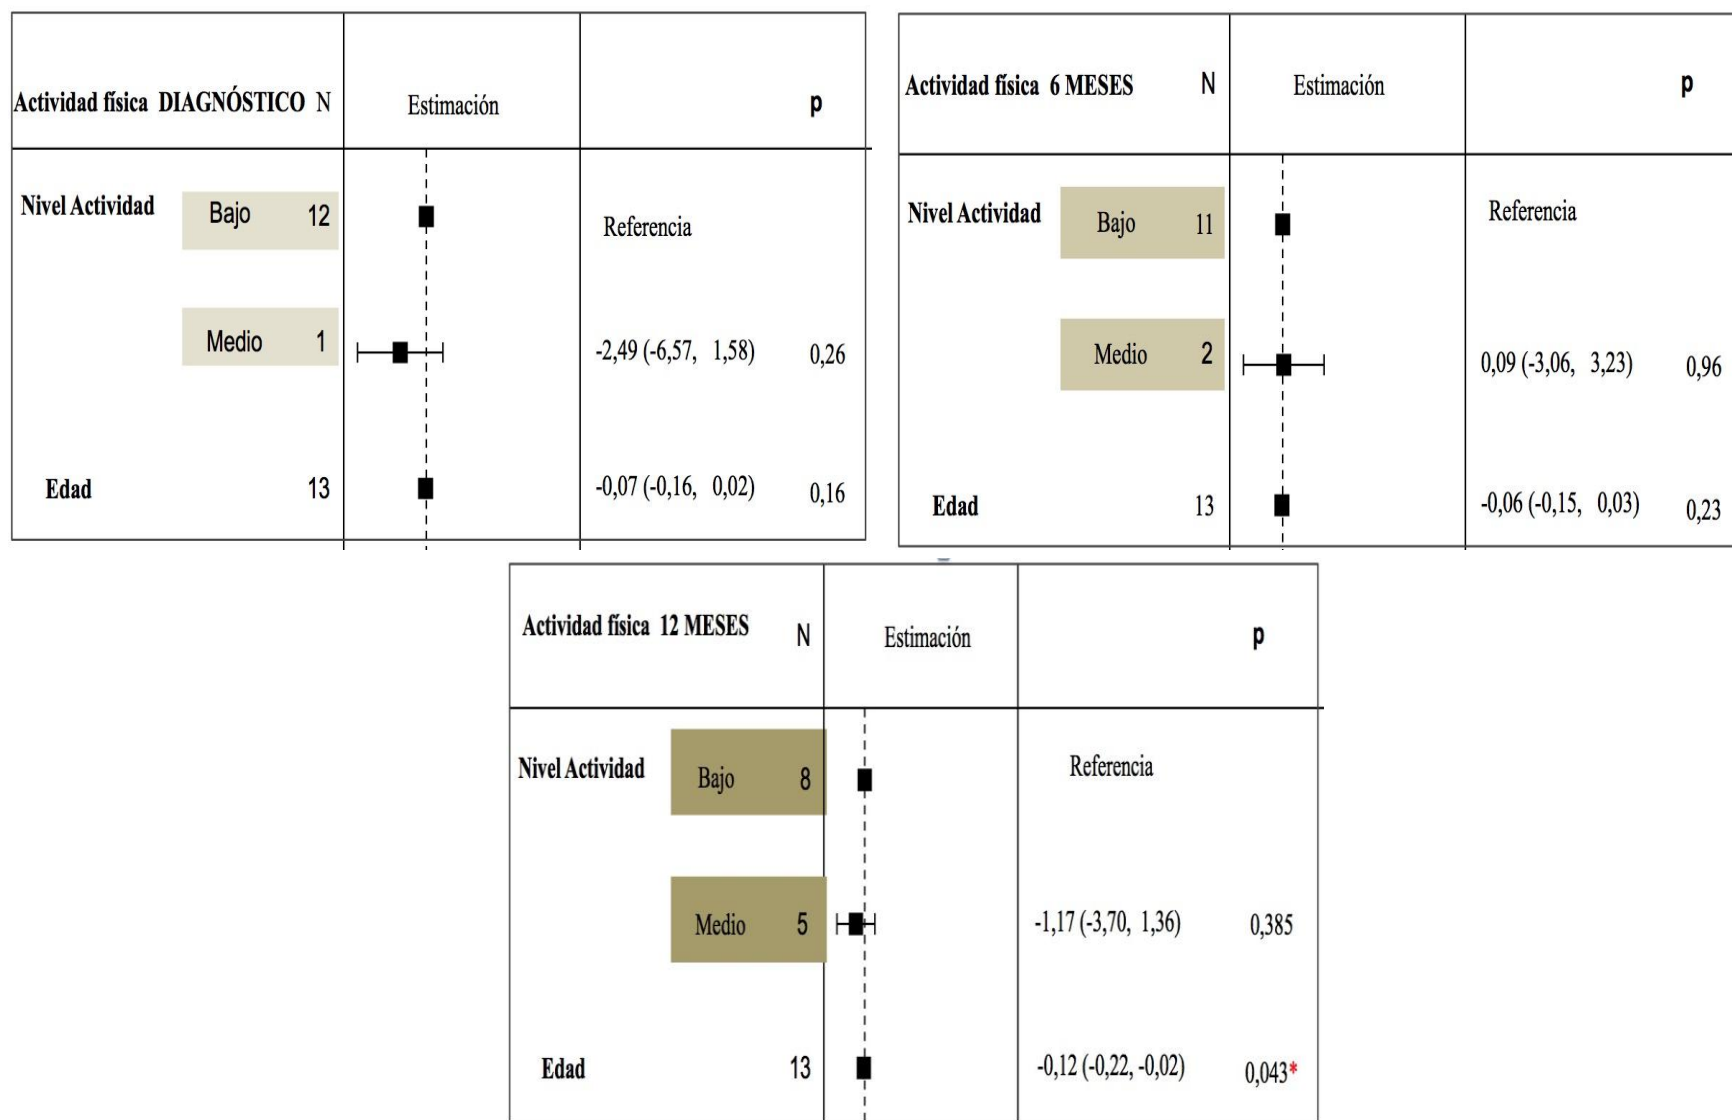 Actividad física DIAGNÓSTICO N Estimación p
Nivel Actividad Bajo 12 Referencia
Medio 1 -2,49 (-6,57, 1,58) 0,26
Edad 13 -0,07 (-0,16, 0,02) 0,16
Actividad física 6 MESES N Estimación p
Nivel Actividad Bajo 11 Referencia
Medio 2 0,09 (-3,06, 3,23) 0,96
Edad 13 -0,06 (-0,15, 0,03) 0,23
Actividad física 12 MESES N Estimación p
Nivel Actividad Bajo 8 Referencia
Medio 5 -1,17 (-3,70, 1,36) 0,385
Edad 13 -0,12 (-0,22, -0,02) 0,043*